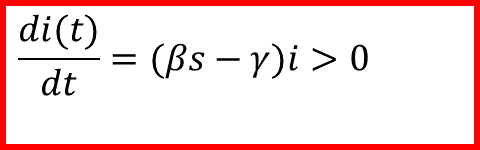 di(t)/dt = (βs − γ)i > 0